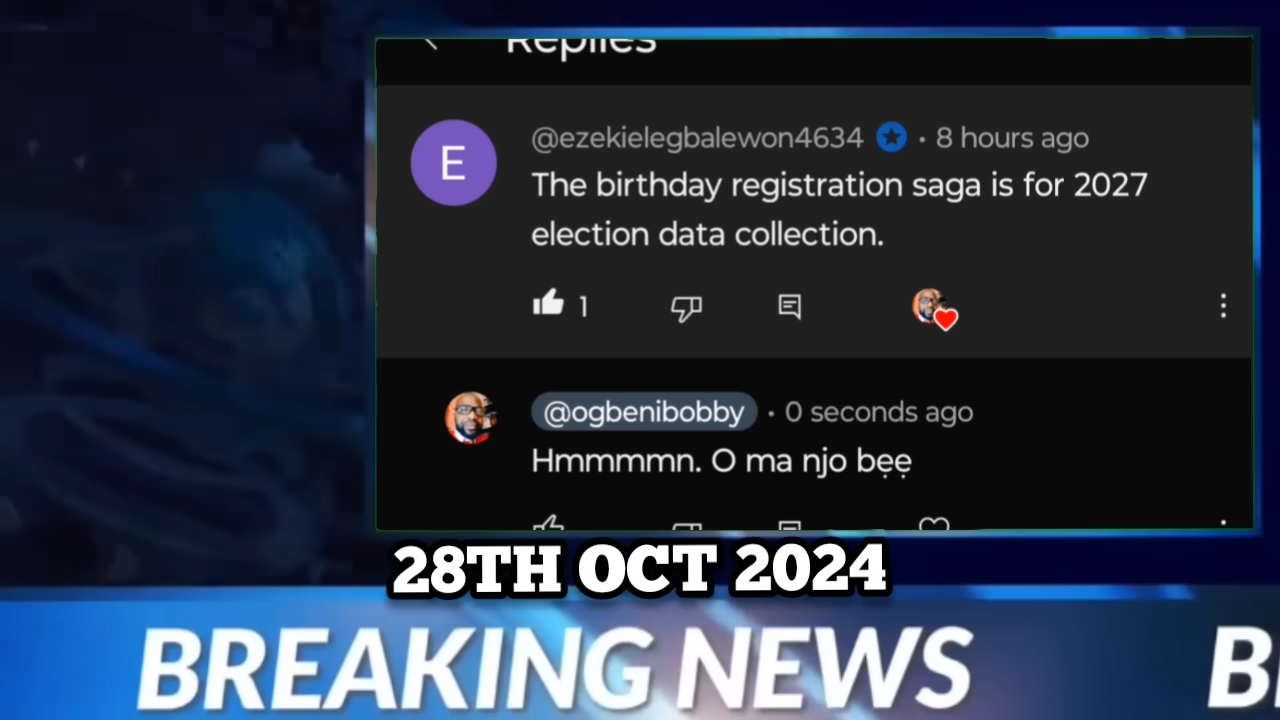 Replies
E
@ezekielegbalewon4634 • 8 hours ago
The birthday registration saga is for 2027
election data collection.
1
@ogbenibobby • 0 seconds ago
Hmmmmn. O ma njo bẹẹ
28TH OCT 2024
BREAKING NEWS